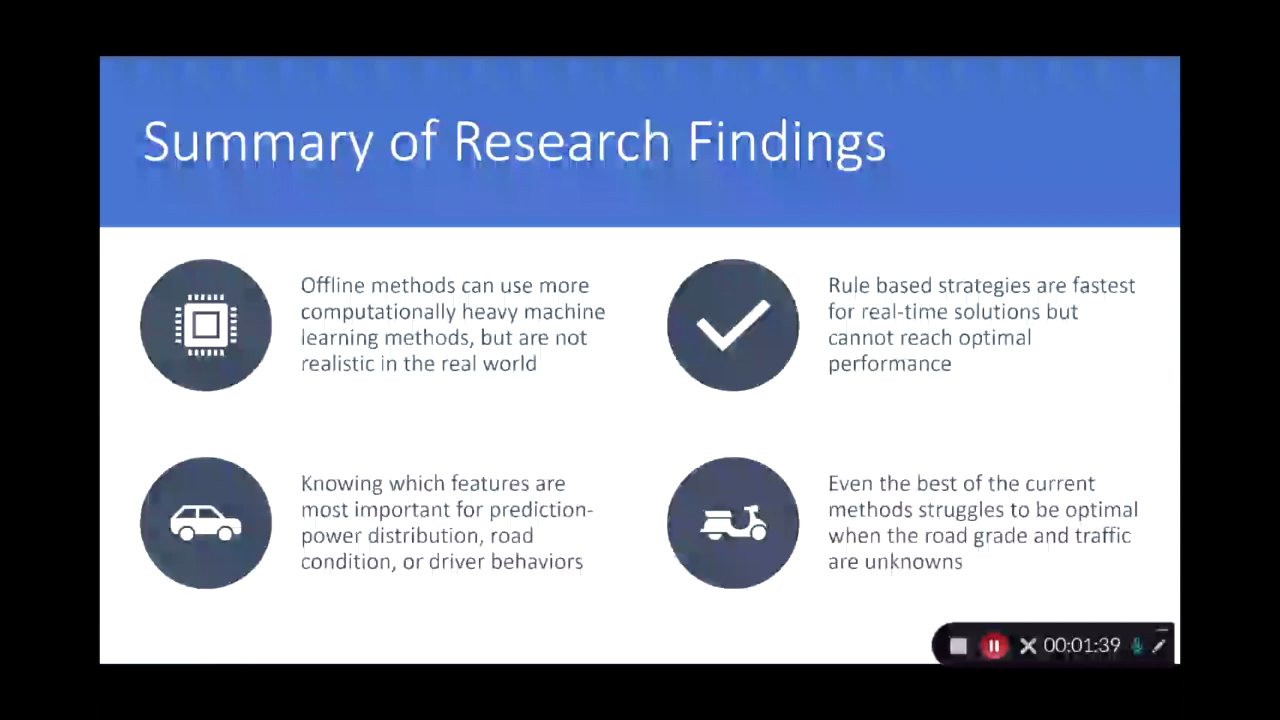 Summary of Research Findings
Offline methods can use more
computationally heavy machine
learning methods, but are not
realistic in the real world
Rule based strategies are fastest
for real-time solutions but
cannot reach optimal
performance
Knowing which features are
most important for prediction-
power distribution, road
condition, or driver behaviors
Even the best of the current
methods struggles to be optimal
when the road grade and traffic
are unknowns
00:01:39